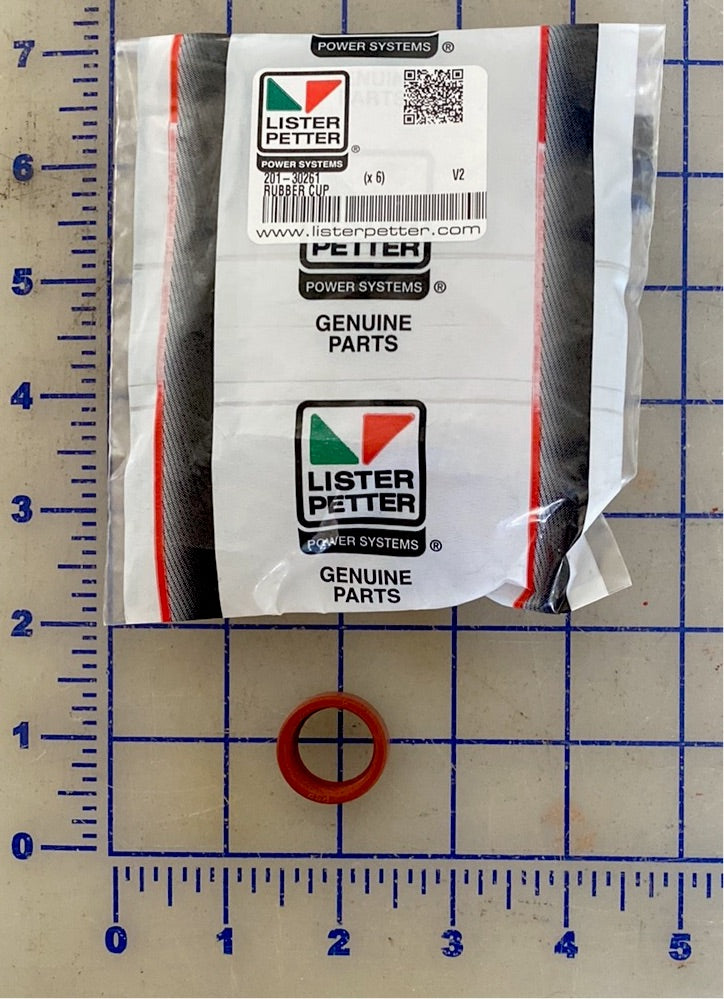 POWER SYSTEMS ®
LISTER
PETTER
®
POWER SYSTEMS
201-30261 (x 6) V2
RUBBER CUP
www.listerpetter.com
PETTER
POWER SYSTEMS ®
GENUINE
PARTS
LISTER
PETTER
POWER SYSTEMS ®
GENUINE
PARTS
7
6
5
4
3
2
1
0
0 1 2 3 4 5